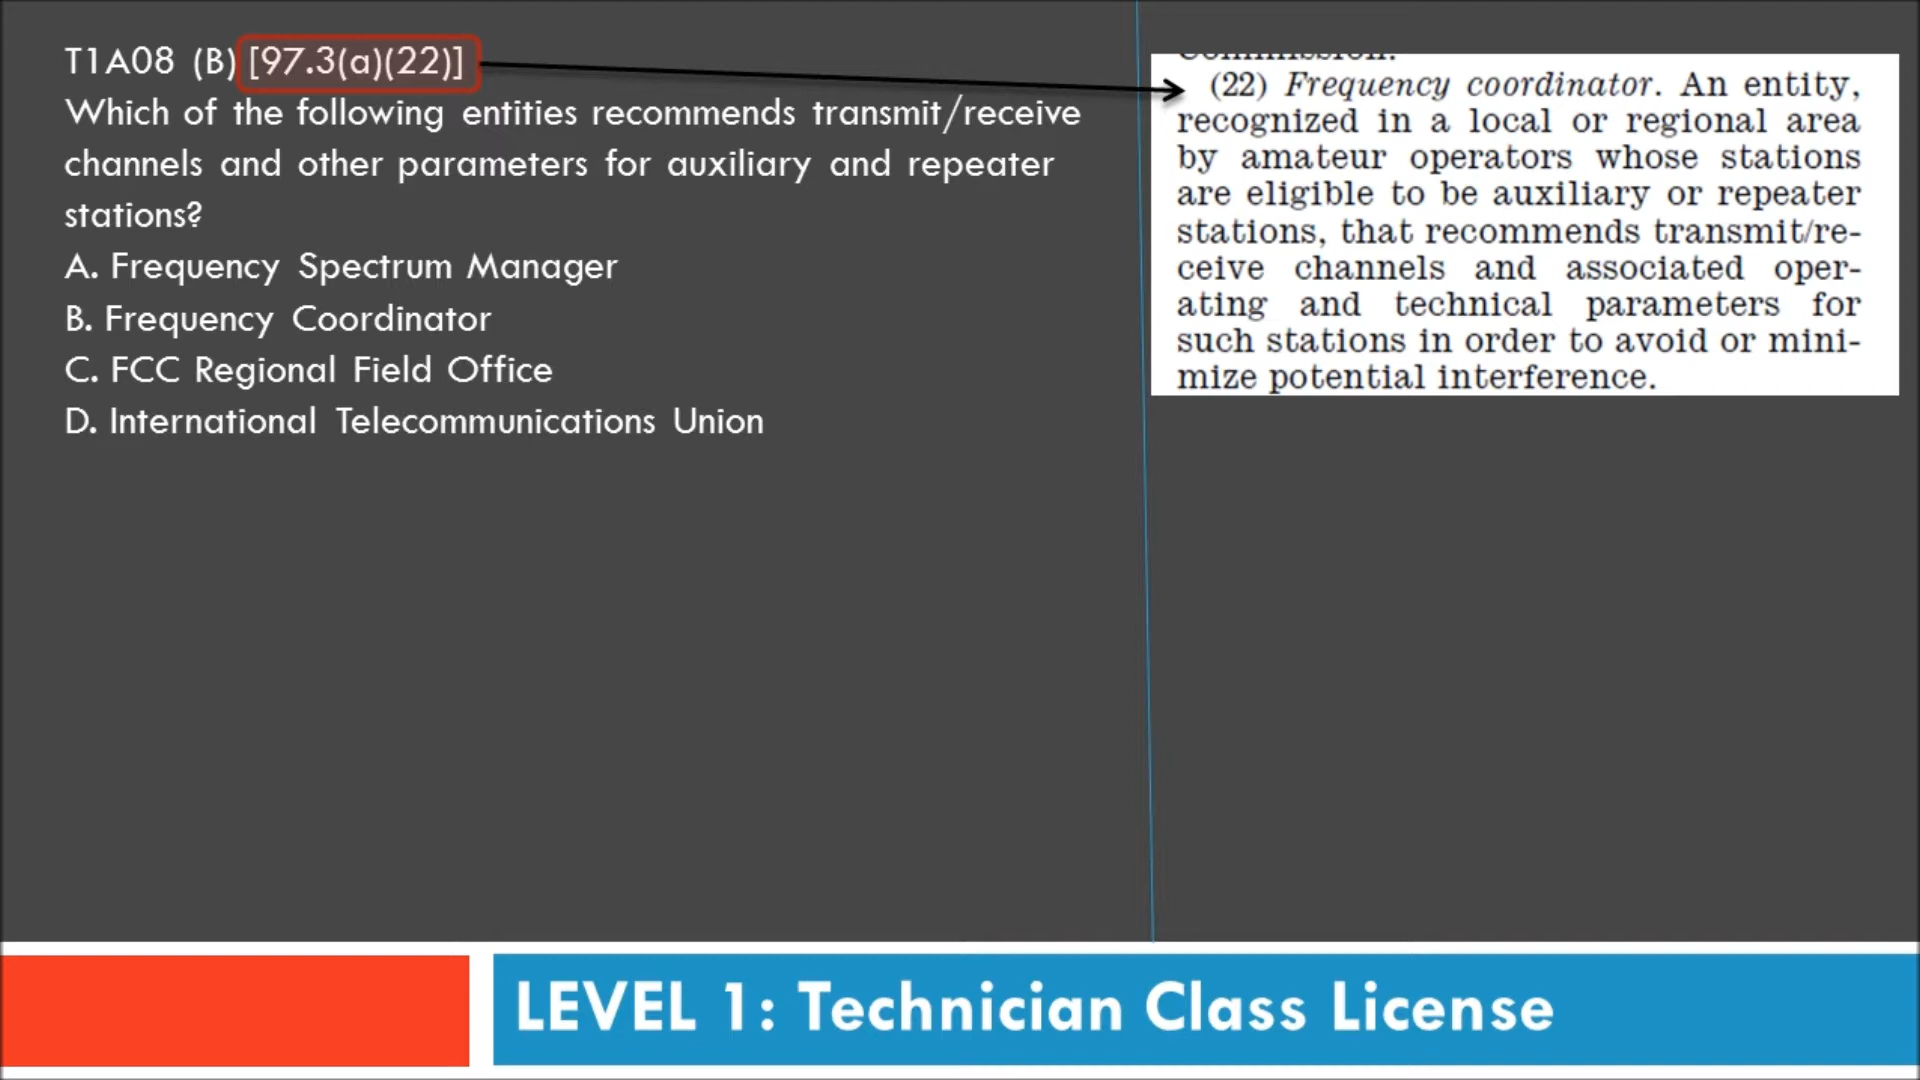 T1A08 (B) [97.3(a)(22)]
Which of the following entities recommends transmit/receive
channels and other parameters for auxiliary and repeater
stations?
A. Frequency Spectrum Manager
B. Frequency Coordinator
C. FCC Regional Field Office
D. International Telecommunications Union
(22) Frequency coordinator. An entity,
recognized in a local or regional area
by amateur operators whose stations
are eligible to be auxiliary or repeater
stations, that recommends transmit/re-
ceive channels and associated oper-
ating and technical parameters for
such stations in order to avoid or mini-
mize potential interference.
LEVEL 1: Technician Class License